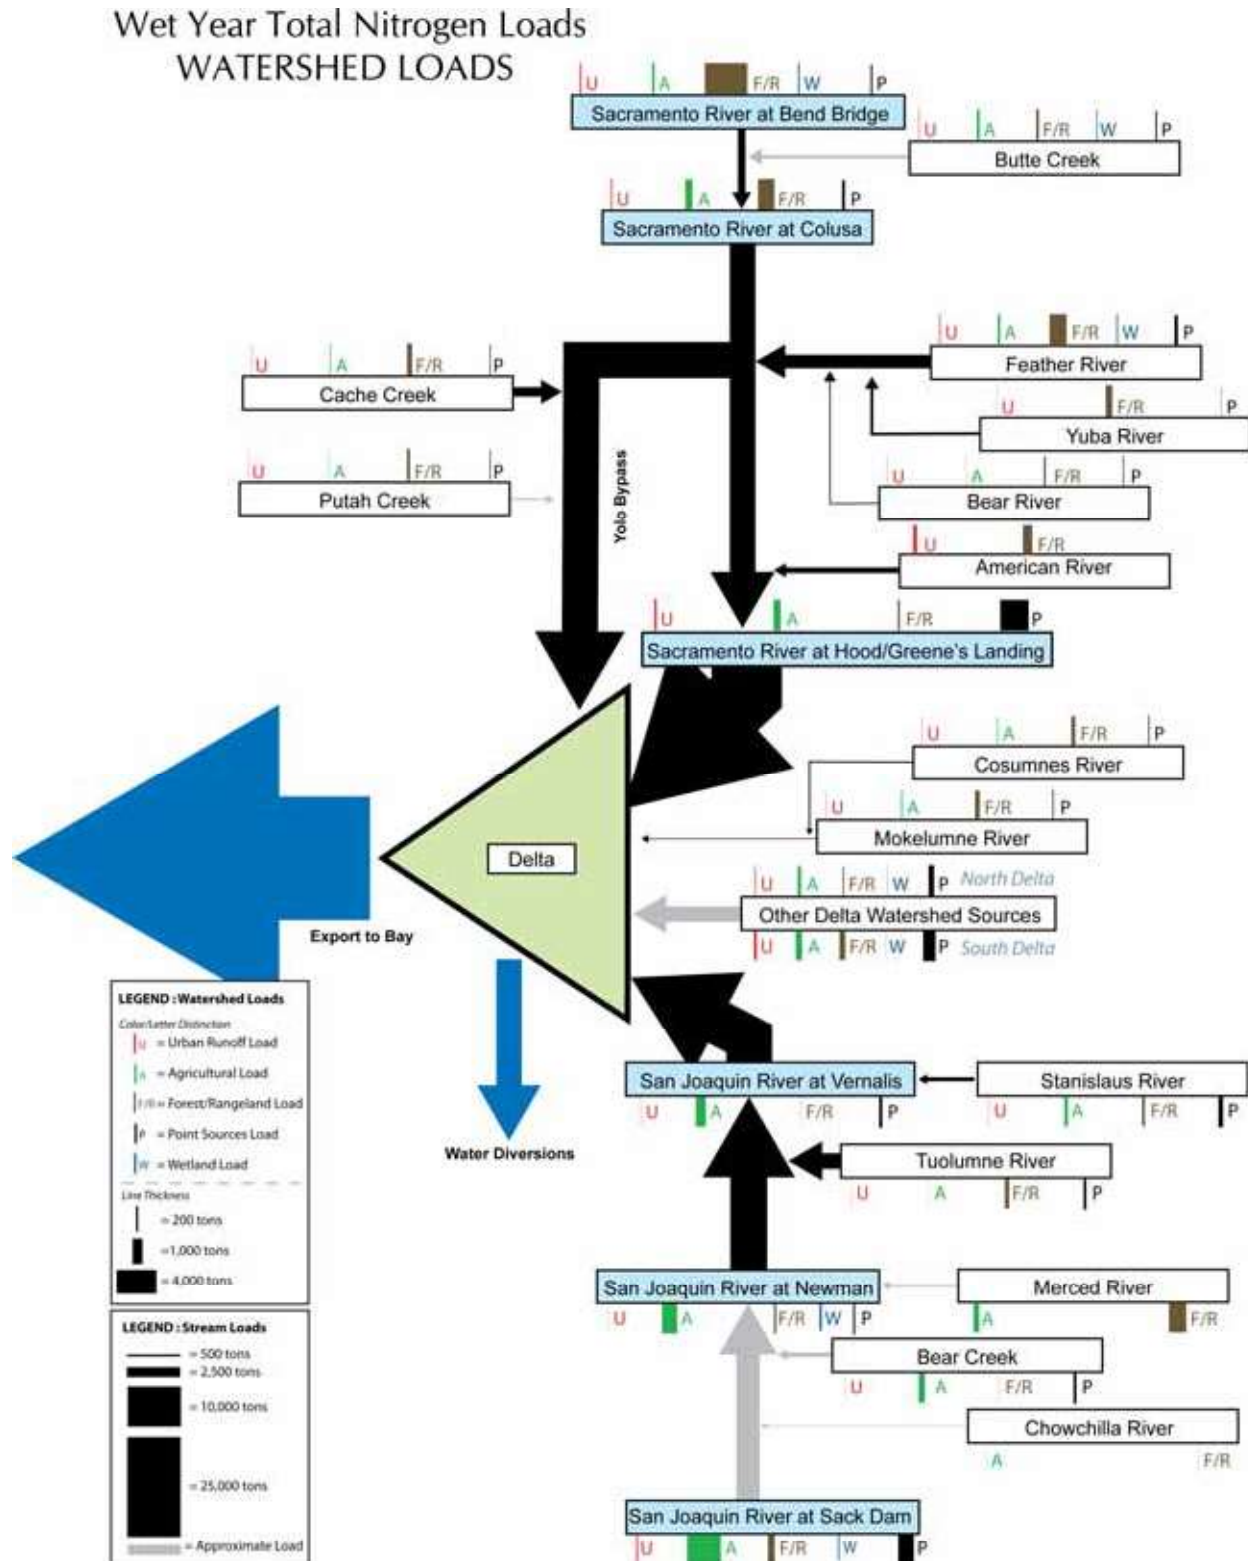 Wet Year Total Nitrogen Loads
WATERSHED LOADS
U A F/R W P
Sacramento River at Bend Bridge
U A F/R W P
Butte Creek
U A F/R P
Sacramento River at Colusa
U A F/R W P
Feather River
U A F/R P
Cache Creek
U F/R P
Yuba River
U A F/R P
Putah Creek
U A F/R P
Bear River
Yolo Bypass
U F/R
American River
U A F/R P
Sacramento River at Hood/Greene's Landing
U A F/R P
Cosumnes River
U A F/R P
Mokelumne River
Delta
U A F/R W P North Delta
Other Delta Watershed Sources
U A F/R W P South Delta
Export to Bay
San Joaquin River at Vernalis
U A F/R P
Stanislaus River
U A F/R P
Water Diversions
Tuolumne River
U A F/R P
San Joaquin River at Newman
U A F/R W P
Merced River
A F/R
Bear Creek
U A F/R P
Chowchilla River
A F/R
San Joaquin River at Sack Dam
U A F/R W P
LEGEND : Watershed Loads
Color/Letter Distinction
U = Urban Runoff Load
A = Agricultural Load
F/R = Forest/Rangeland Load
P = Point Sources Load
W = Wetland Load
Line Thickness
= 200 tons
=1,000 tons
= 4,000 tons
LEGEND : Stream Loads
= 500 tons
= 2,500 tons
= 10,000 tons
= 25,000 tons
= Approximate Load